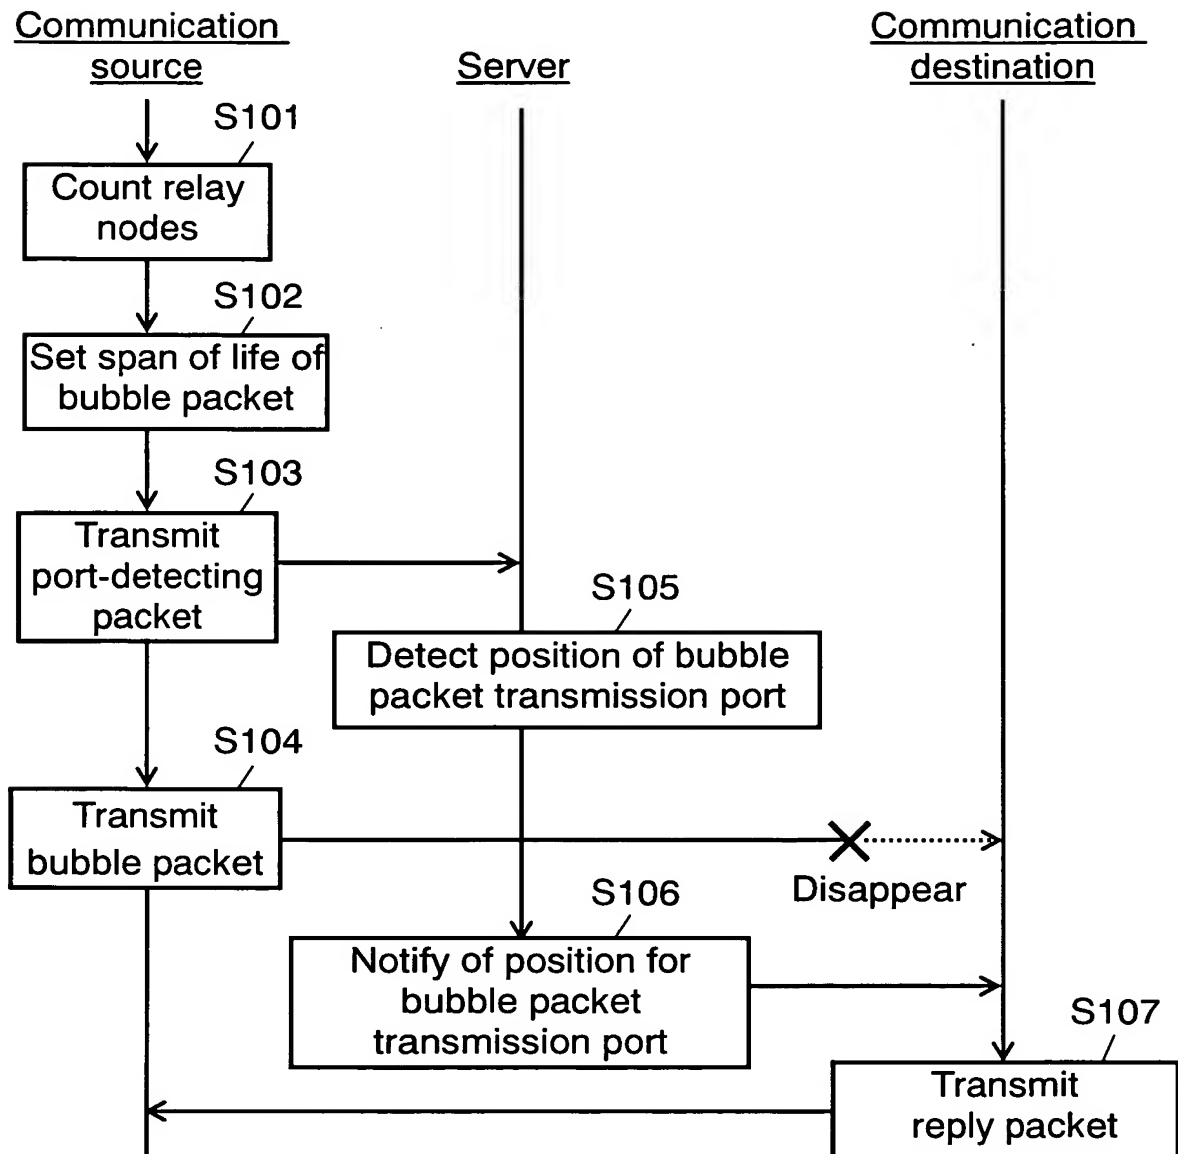 Communication
source
Server
Communication
destination
S101
Count relay
nodes
S102
Set span of life of
bubble packet
S103
Transmit
port-detecting
packet
S105
Detect position of bubble
packet transmission port
S104
Transmit
bubble packet
Disappear
S106
Notify of position for
bubble packet
transmission port
S107
Transmit
reply packet